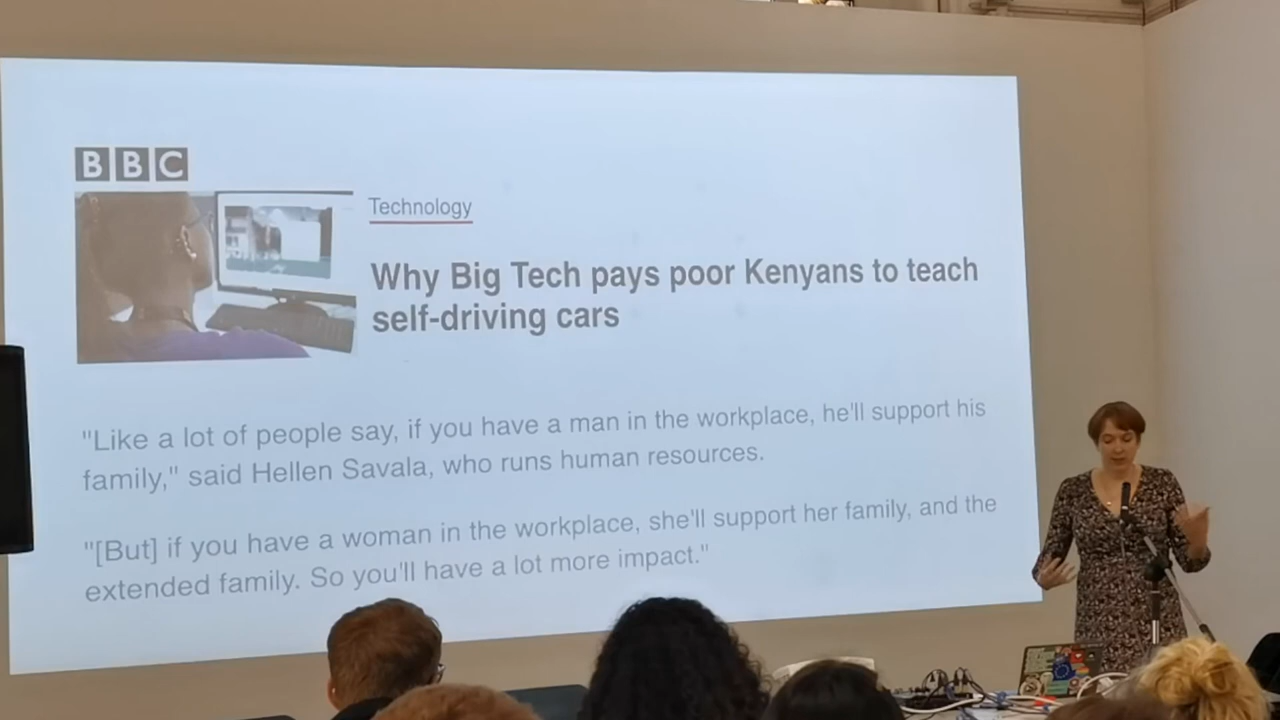 BBC
Technology
Why Big Tech pays poor Kenyans to teach
self-driving cars
"Like a lot of people say, if you have a man in the workplace, he'll support his
family," said Hellen Savala, who runs human resources.
"[But] if you have a woman in the workplace, she'll support her family, and the
extended family. So you'll have a lot more impact."